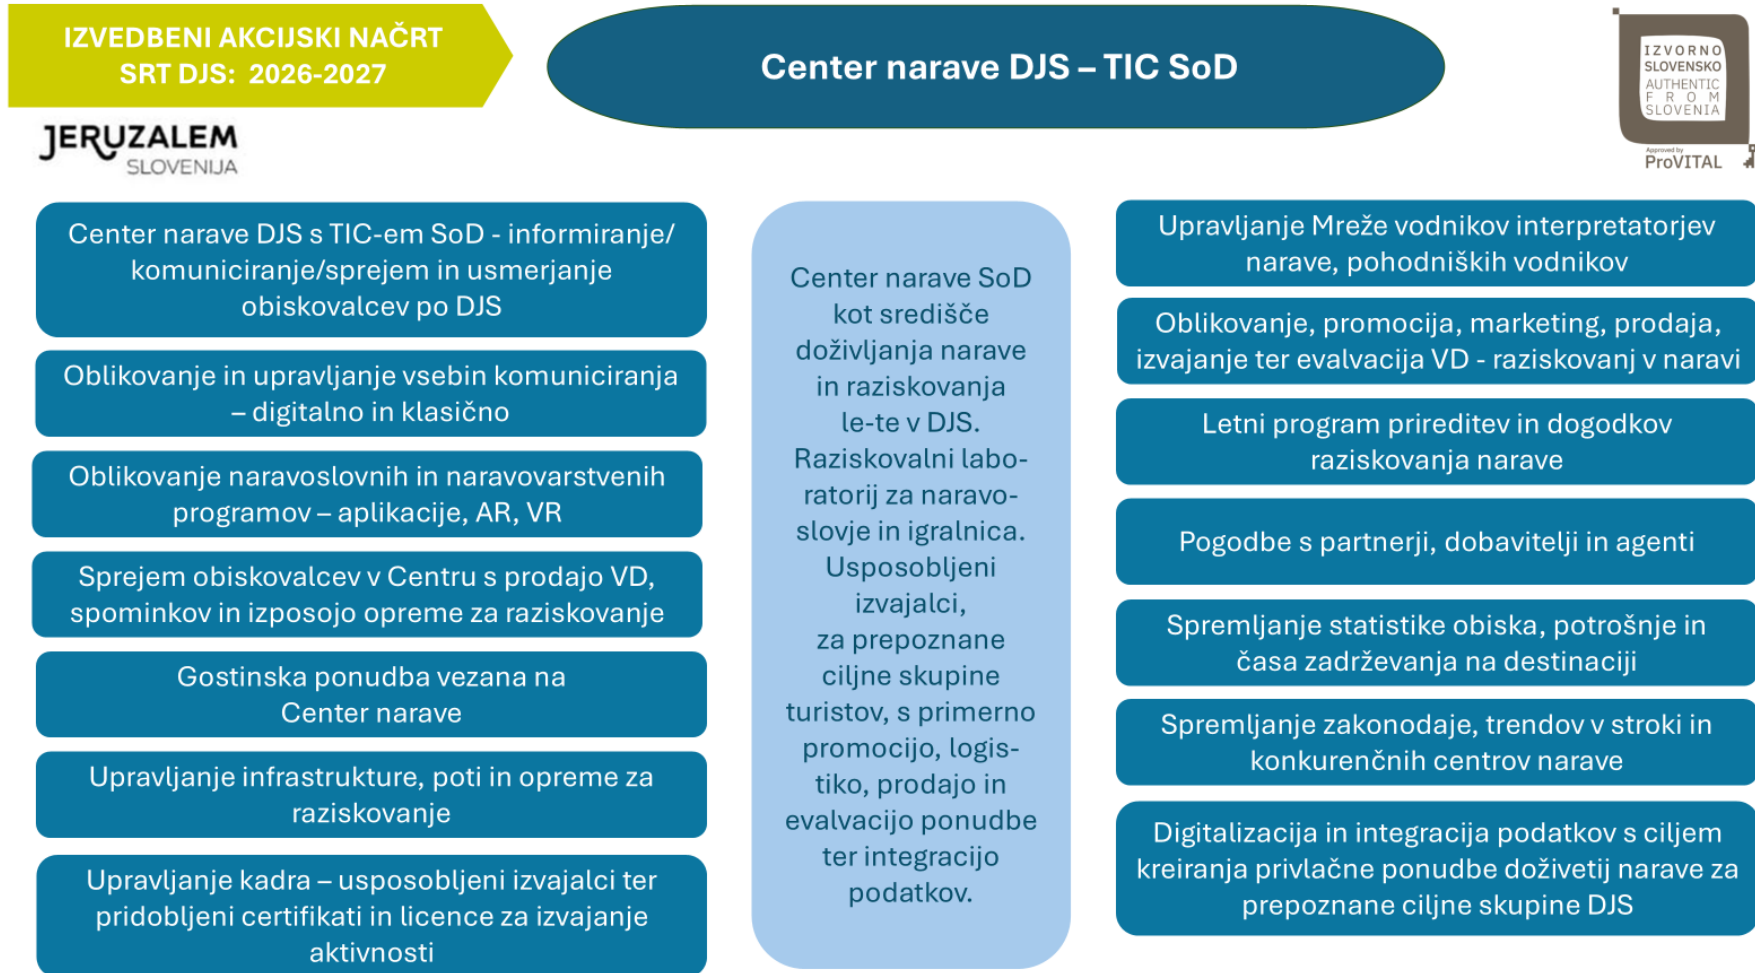 IZVEDBENI AKCIJSKI NAČRT
SRT DJS: 2026-2027
Center narave DJS – TIC SoD
IZVORNO
SLOVENSKO
AUTHENTIC
FROM
SLOVENIA
Approved by
ProVITAL
JERUZALEM
SLOVENIJA
Center narave DJS s TIC-em SoD - informiranje/
komuniciranje/sprejem in usmerjanje
obiskovalcev po DJS
Oblikovanje in upravljanje vsebin komuniciranja
– digitalno in klasično
Oblikovanje naravoslovnih in naravovarstvenih
programov – aplikacije, AR, VR
Sprejem obiskovalcev v Centru s prodajo VD,
spominkov in izposojo opreme za raziskovanje
Gostinska ponudba vezana na
Center narave
Upravljanje infrastrukture, poti in opreme za
raziskovanje
Upravljanje kadra – usposobljeni izvajalci ter
pridobljeni certifikati in licence za izvajanje
aktivnosti
Center narave SoD
kot središče
doživljanja narave
in raziskovanja
le-te v DJS.
Raziskovalni labo-
ratorij za naravo-
slovje in igralnica.
Usposobljeni
izvajalci,
za prepoznane
ciljne skupine
turistov, s primerno
promocijo, logis-
tiko, prodajo in
evalvacijo ponudbe
ter integracijo
podatkov.
Upravljanje Mreže vodnikov interpretatorjev
narave, pohodniških vodnikov
Oblikovanje, promocija, marketing, prodaja,
izvajanje ter evalvacija VD - raziskovanj v naravi
Letni program prireditev in dogodkov
raziskovanja narave
Pogodbe s partnerji, dobavitelji in agenti
Spremljanje statistike obiska, potrošnje in
časa zadrževanja na destinaciji
Spremljanje zakonodaje, trendov v stroki in
konkurenčnih centrov narave
Digitalizacija in integracija podatkov s ciljem
kreiranja privlačne ponudbe doživetij narave za
prepoznane ciljne skupine DJS